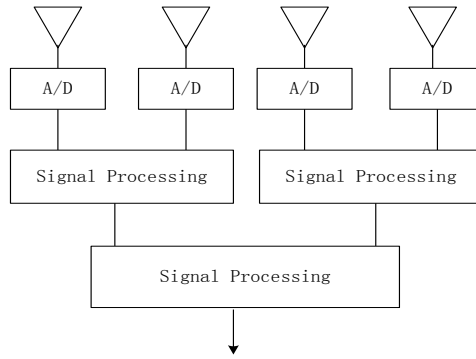 A/D A/D A/D A/D
Signal Processing Signal Processing
Signal Processing